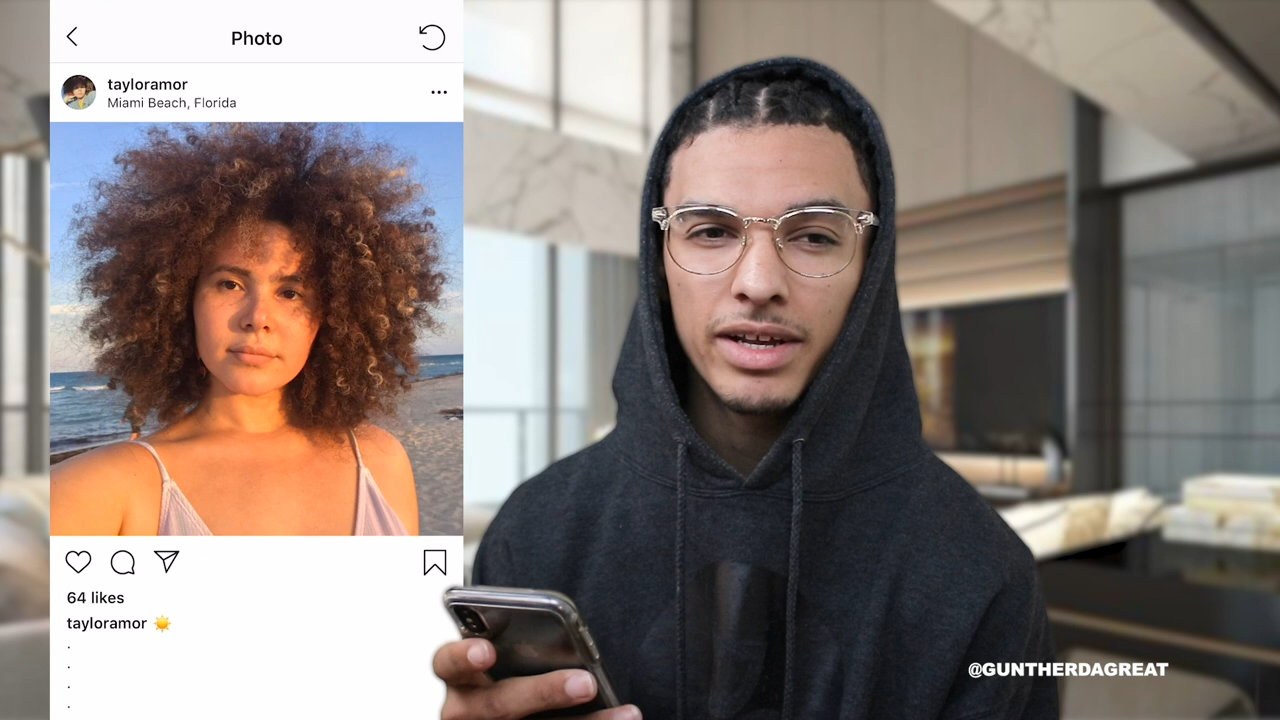 Photo
tayloramor
Miami Beach, Florida
64 likes
tayloramor ☀️
.
.
.
.
@GUNTHERDAGREAT